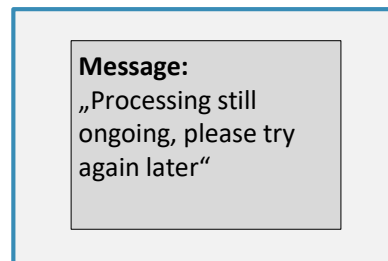 Message:
„Processing still
ongoing, please try
again later“